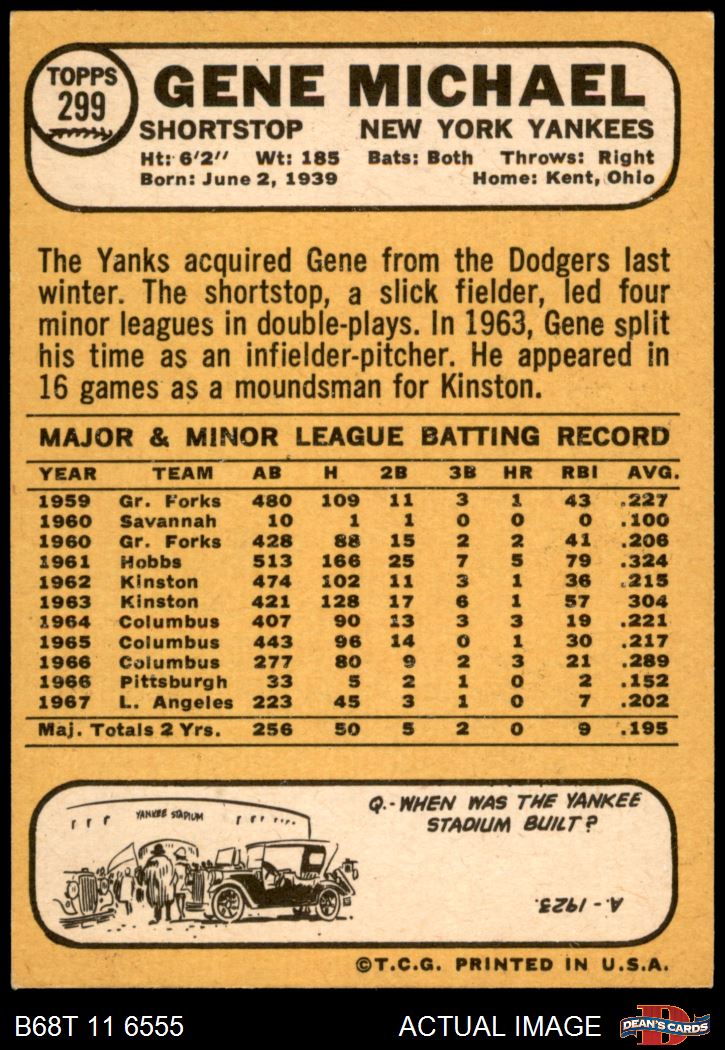 TOPPS
299
GENE MICHAEL
SHORTSTOP NEW YORK YANKEES
Ht: 6'2'' Wt: 185 Bats: Both Throws: Right
Born: June 2, 1939 Home: Kent, Ohio
The Yanks acquired Gene from the Dodgers last
winter. The shortstop, a slick fielder, led four
minor leagues in double-plays. In 1963, Gene split
his time as an infielder-pitcher. He appeared in
16 games as a moundsman for Kinston.
MAJOR & MINOR LEAGUE BATTING RECORD
YEAR TEAM AB H 2B 3B HR RBI AVG.
1959 Gr. Forks 480 109 11 3 1 43 .227
1960 Savannah 10 1 1 0 0 0 .100
1960 Gr. Forks 428 88 15 2 2 41 .206
1961 Hobbs 513 166 25 7 5 79 .324
1962 Kinston 474 102 11 3 1 36 .215
1963 Kinston 421 128 17 6 1 57 304
1964 Columbus 407 90 13 3 3 19 .221
1965 Columbus 443 96 14 0 1 30 .217
1966 Columbus 277 80 9 2 3 21 .289
1966 Pittsburgh 33 5 2 1 0 2 .152
1967 L. Angeles 223 45 3 1 0 7 .202
Maj. Totals 2 Yrs. 256 50 5 2 0 9 .195
YANKEE STADIUM
Q.- WHEN WAS THE YANKEE
STADIUM BUILT?
A.- 1923.
©T.C.G. PRINTED IN U.S.A.
B68T 11 6555 ACTUAL IMAGE
D
DEAN'S CARDS